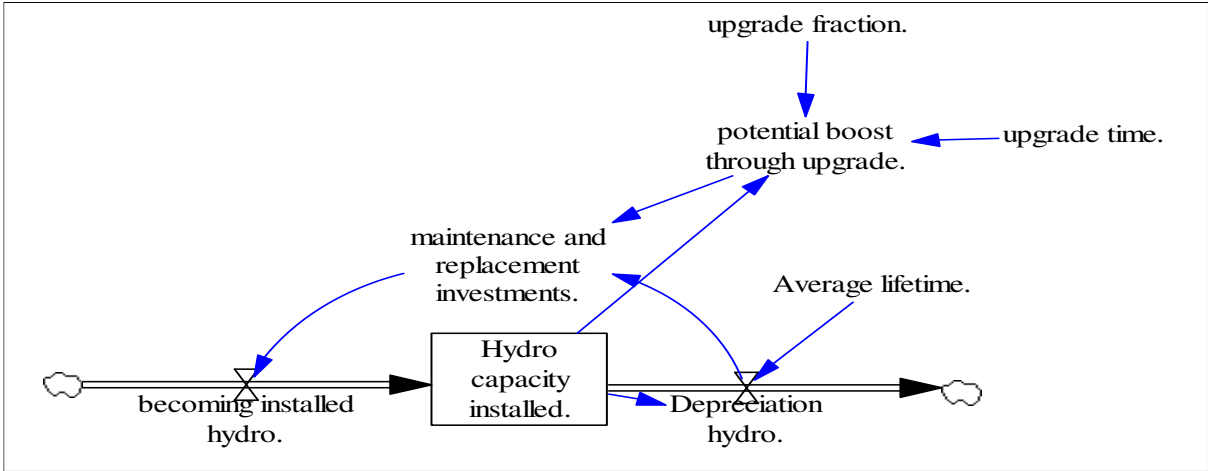 upgrade fraction.
potential boost
through upgrade.
upgrade time.
maintenance and
replacement
investments.
Average lifetime.
Hydro
capacity
installed.
becoming installed
hydro.
Depreciation
hydro.